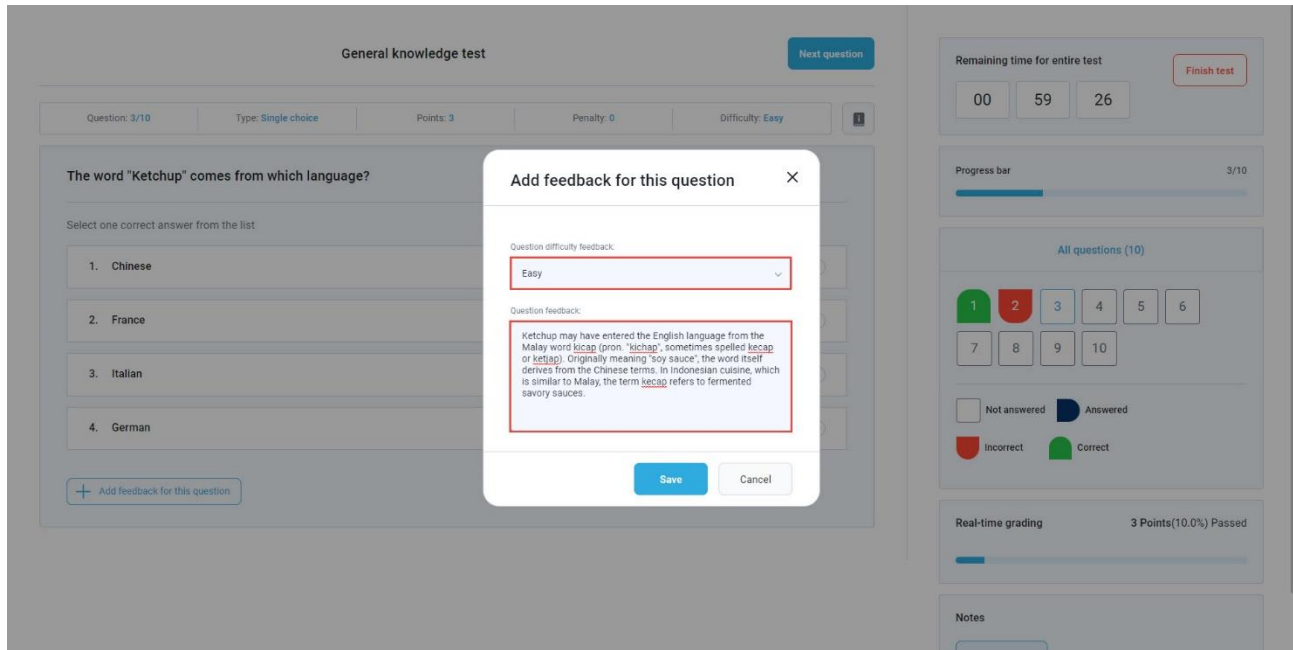 General knowledge test
Next question
Question: 3/10
Type: Single choice
Points: 3
Penalty: 0
Difficulty: Easy
The word "Ketchup" comes from which language?
Select one correct answer from the list
1. Chinese
2. France
3. Italian
4. German
Add feedback for this question
Add feedback for this question
Question difficulty feedback:
Easy
Question feedback:
Ketchup may have entered the English language from the
Malay word kicap (pron. "kichap", sometimes spelled kecap
or ketjap). Originally meaning "soy sauce", the word itself
derives from the Chinese terms. In Indonesian cuisine, which
is similar to Malay, the term kecap refers to fermented
savory sauces.
Save
Cancel
Remaining time for entire test
Finish test
00 59 26
Progress bar
3/10
All questions (10)
1 2 3 4 5 6
7 8 9 10
Not answered
Answered
Incorrect
Correct
Real-time grading
3 Points(10.0%) Passed
Notes